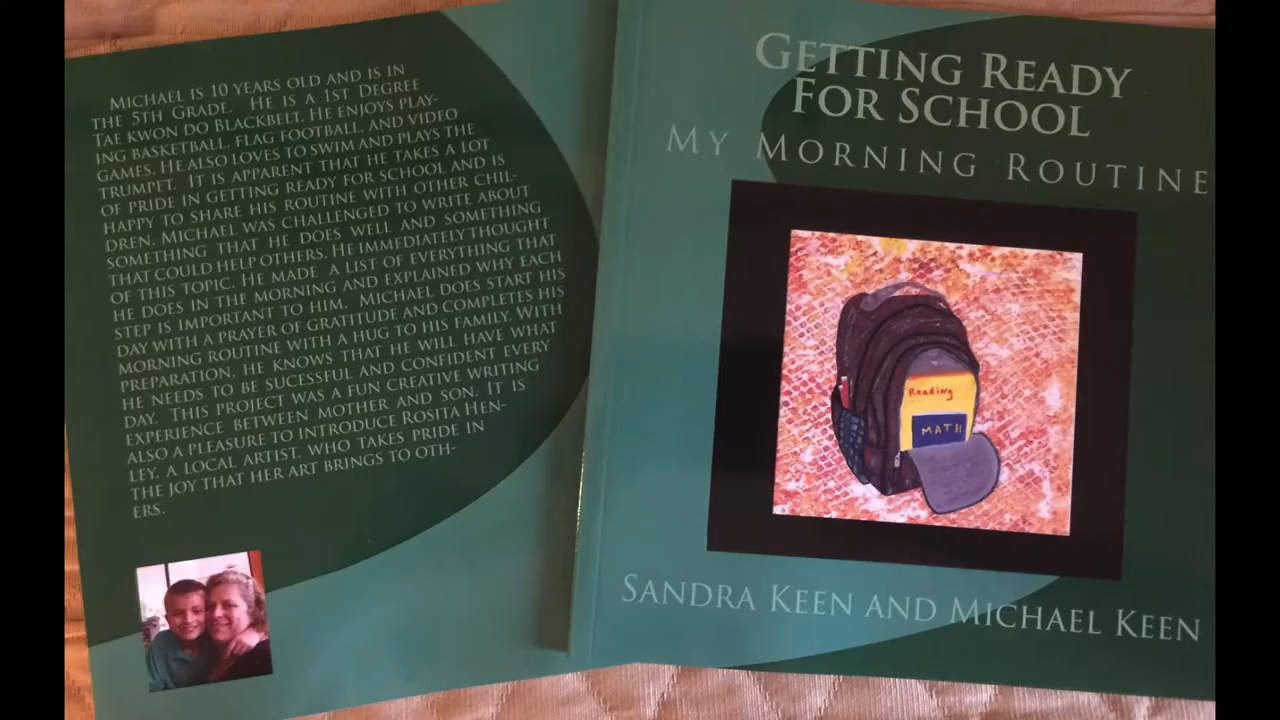 MICHAEL IS 10 YEARS OLD AND IS IN
THE 5TH GRADE. HE IS A 1ST DEGREE
TAE KWON DO BLACKBELT. HE ENJOYS PLAY-
ING BASKETBALL, FLAG FOOTBALL, AND VIDEO
GAMES. HE ALSO LOVES TO SWIM AND PLAYS THE
TRUMPET. IT IS APPARENT THAT HE TAKES A LOT
OF PRIDE IN GETTING READY FOR SCHOOL AND IS
HAPPY TO SHARE HIS ROUTINE WITH OTHER CHIL-
DREN. MICHAEL WAS CHALLENGED TO WRITE ABOUT
SOMETHING THAT HE DOES WELL AND SOMETHING
THAT COULD HELP OTHERS. HE IMMEDIATELY THOUGHT
OF THIS TOPIC. HE MADE A LIST OF EVERYTHING THAT
HE DOES IN THE MORNING AND EXPLAINED WHY EACH
STEP IS IMPORTANT TO HIM. MICHAEL DOES START HIS
DAY WITH A PRAYER OF GRATITUDE AND COMPLETES HIS
MORNING ROUTINE WITH A HUG TO HIS FAMILY. WITH
PREPARATION, HE KNOWS THAT HE WILL HAVE WHAT
HE NEEDS TO BE SUCESSFUL AND CONFIDENT EVERY
DAY. THIS PROJECT WAS A FUN CREATIVE WRITING
EXPERIENCE BETWEEN MOTHER AND SON. IT IS
ALSO A PLEASURE TO INTRODUCE ROSITA HEN-
LEY, A LOCAL ARTIST, WHO TAKES PRIDE IN
THE JOY THAT HER ART BRINGS TO OTH-
ERS.
GETTING READY
FOR SCHOOL
MY MORNING ROUTINE
Reading
MATH
SANDRA KEEN AND MICHAEL KEEN